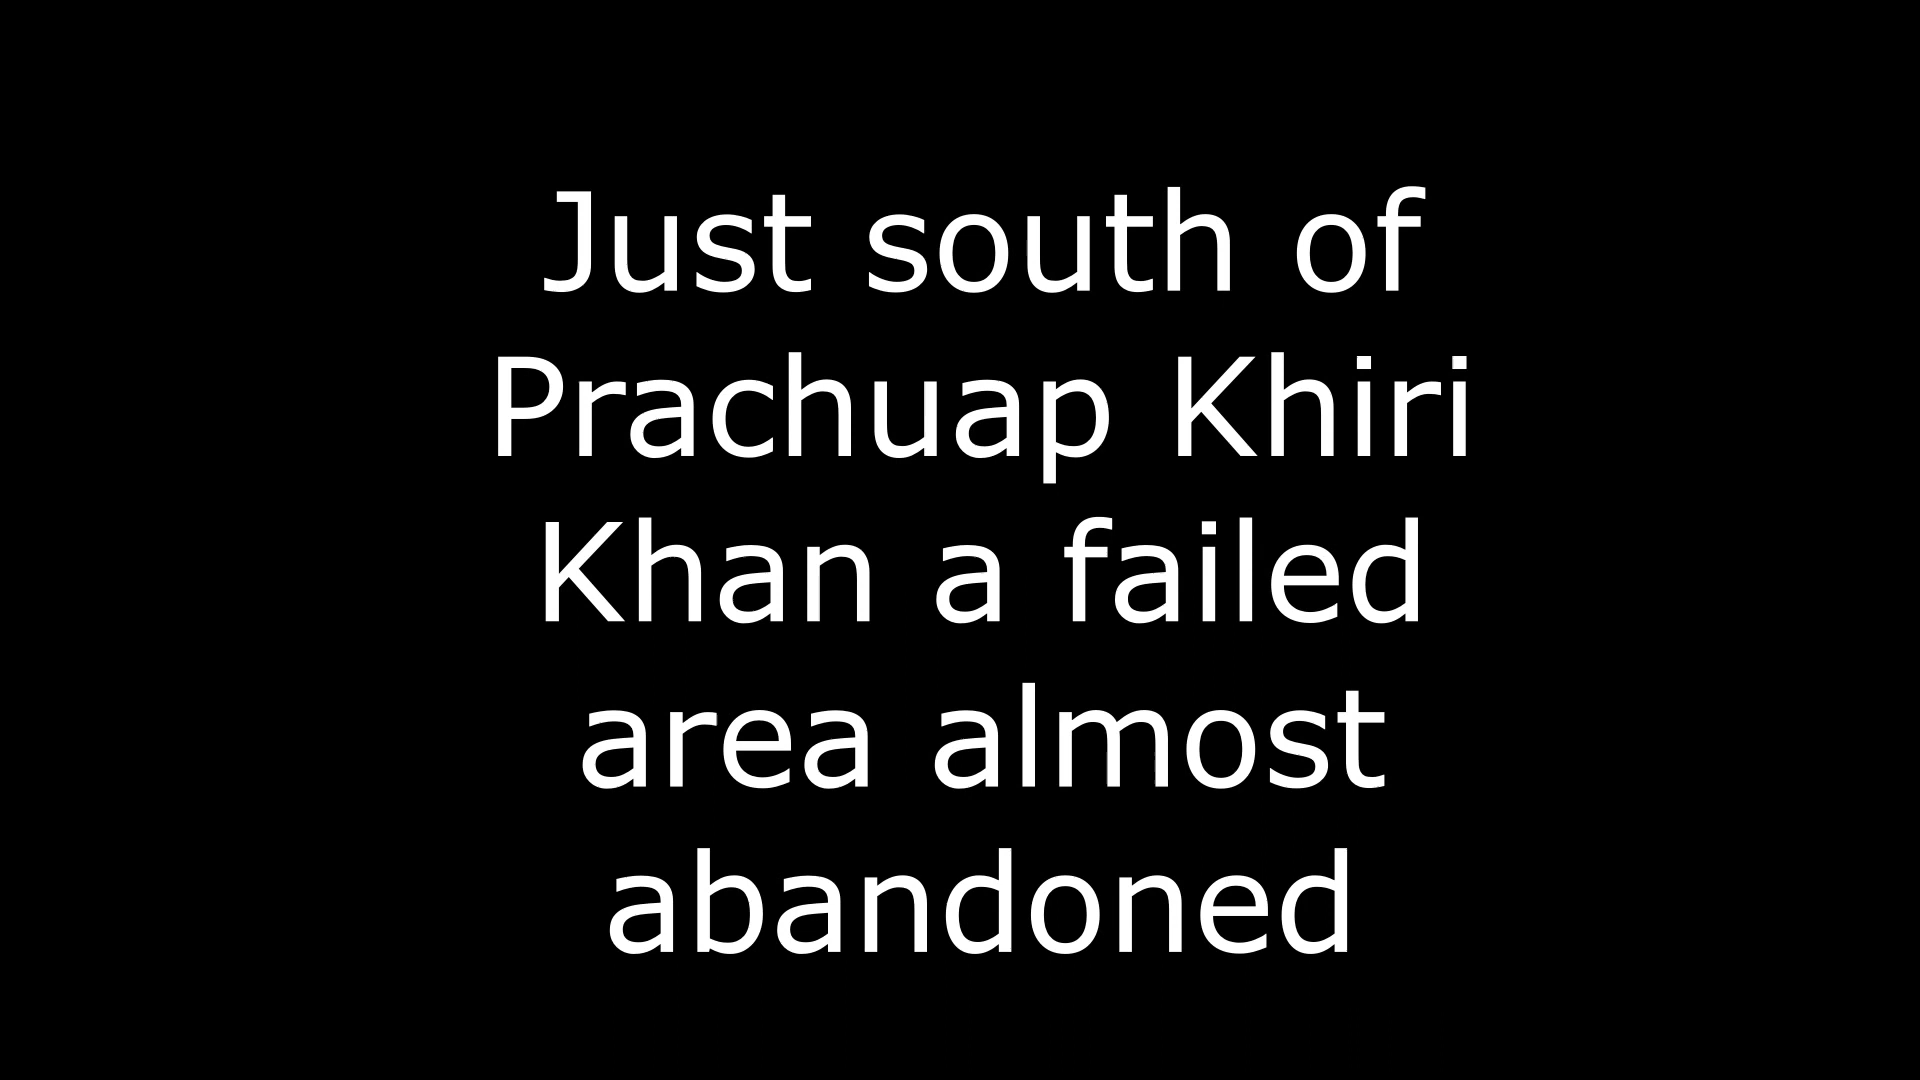 Just south of
Prachuap Khiri
Khan a failed
area almost
abandoned